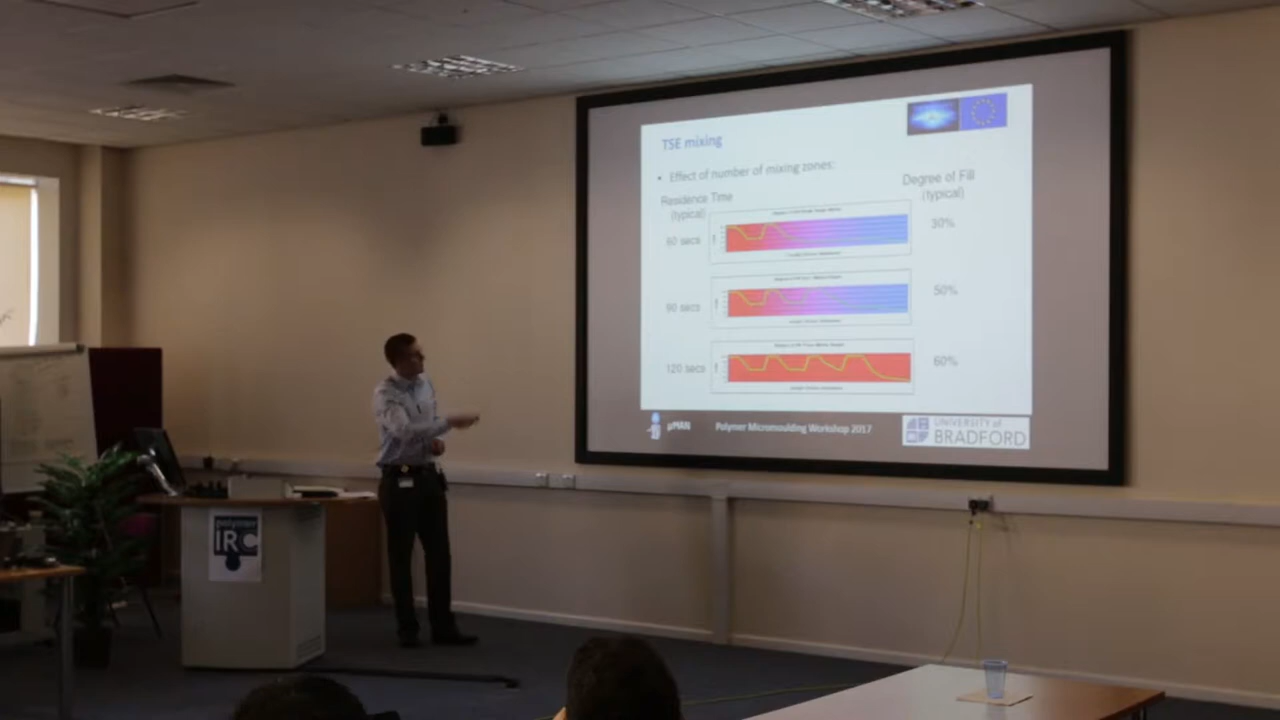 TSE mixing
• Effect of number of mixing zones:
Residence Time
(typical)
Degree of Fill
(typical)
60 secs
30%
90 secs
50%
120 secs
60%
µMAN
Polymer Micromoulding Workshop 2017
UNIVERSITY of
BRADFORD
polymer
IRC